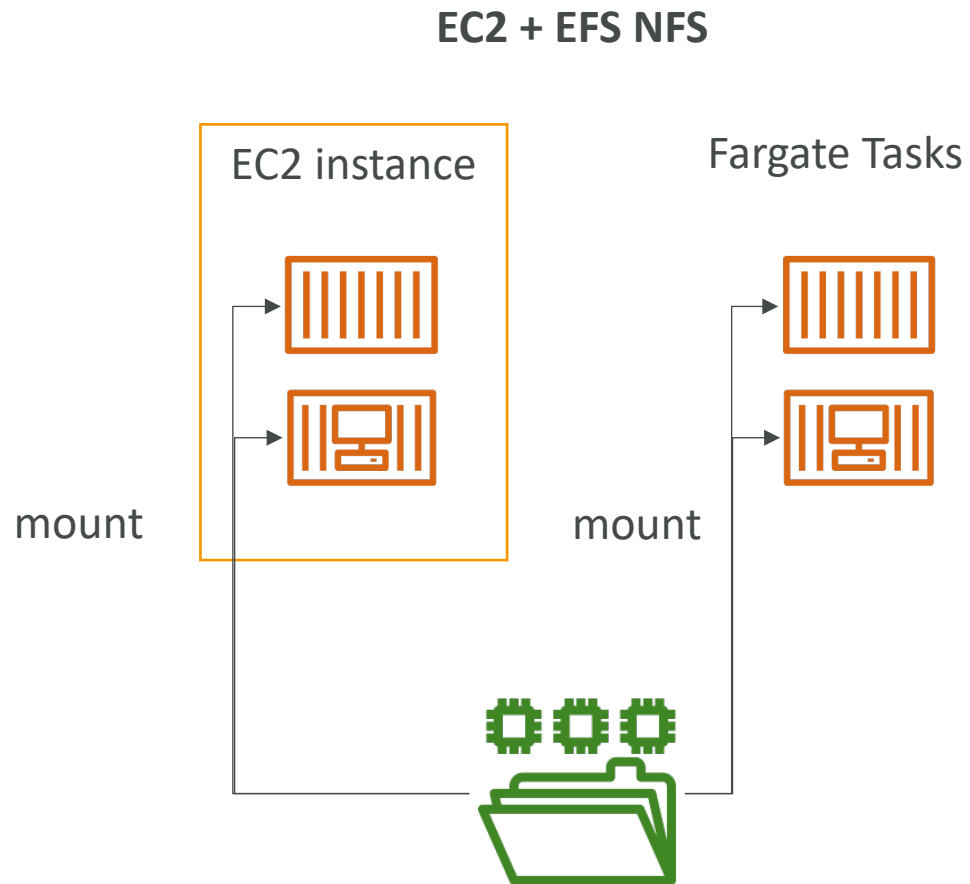 EC2 + EFS NFS
EC2 instance
Fargate Tasks
mount
mount